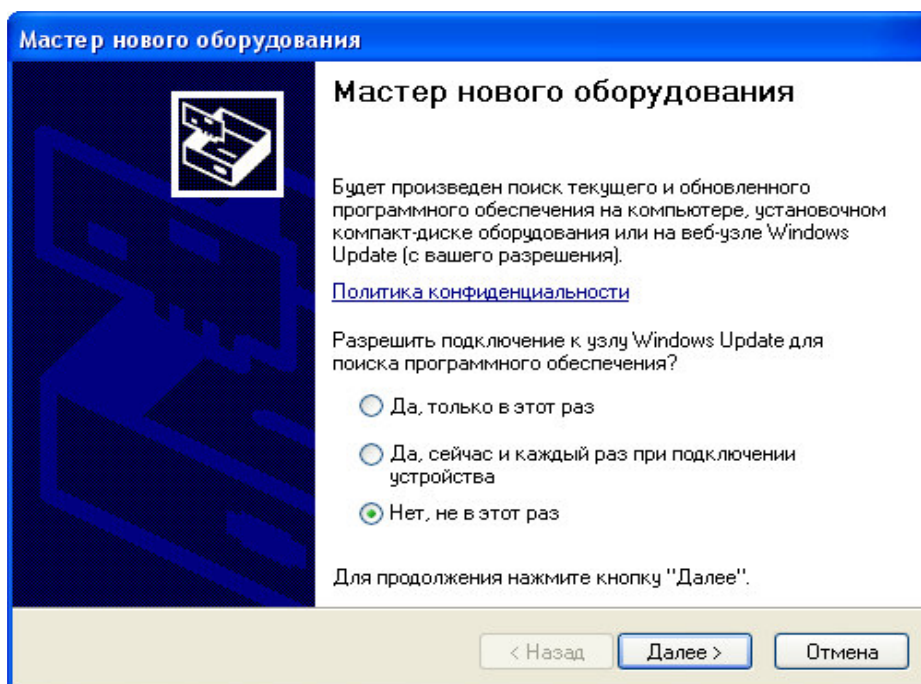 Мастер нового оборудования
Мастер нового оборудования
Будет произведен поиск текущего и обновленного
программного обеспечения на компьютере, установочном
компакт-диске оборудования или на веб-узле Windows
Update (с вашего разрешения).
Политика конфиденциальности
Разрешить подключение к узлу Windows Update для
поиска программного обеспечения?
Да, только в этот раз
Да, сейчас и каждый раз при подключении
устройства
Нет, не в этот раз
Для продолжения нажмите кнопку "Далее".
< Назад Далее > Отмена